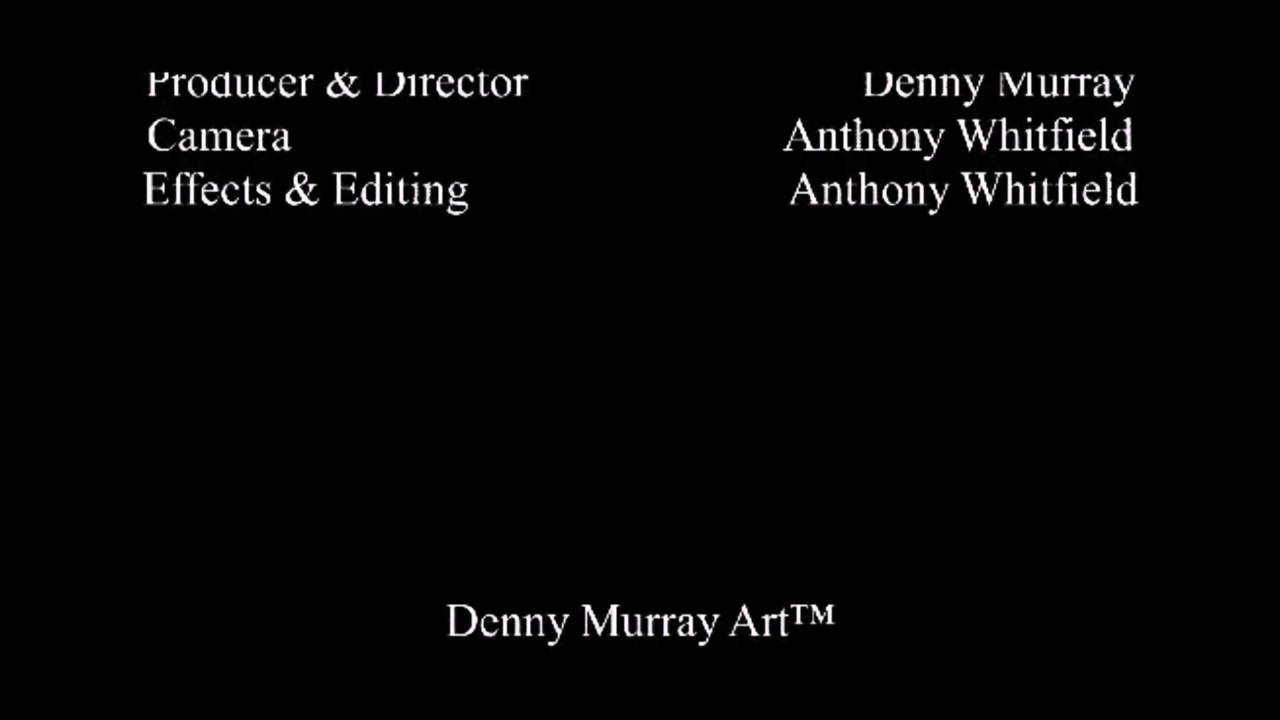 Producer & Director Denny Murray
Camera Anthony Whitfield
Effects & Editing Anthony Whitfield
Denny Murray Art™